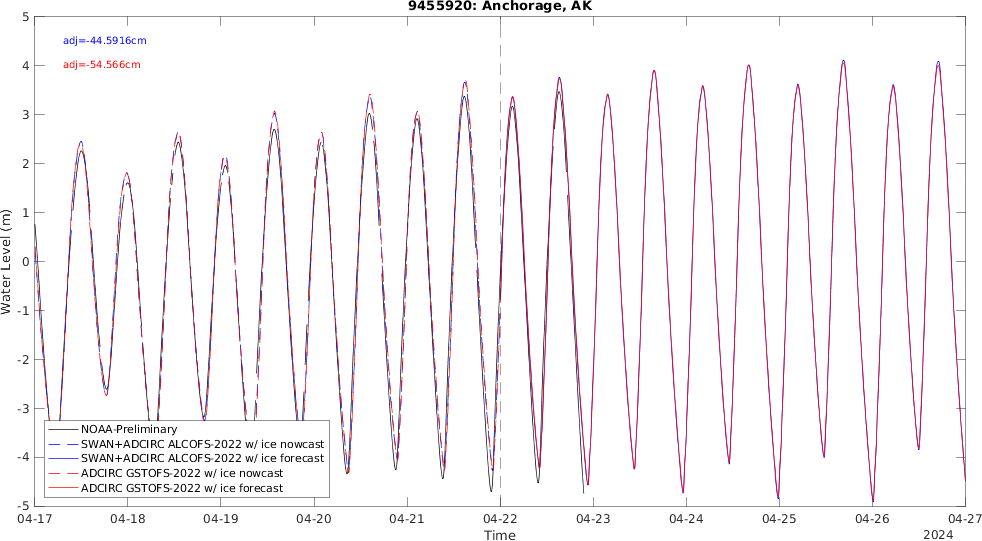 9455920: Anchorage, AK
adj=-44.5916cm
adj=-54.566cm
5
4
3
2
1
0
-1
-2
-3
-4
-5
Water Level (m)
NOAA-Preliminary
SWAN+ADCIRC ALCOFS-2022 w/ ice nowcast
SWAN+ADCIRC ALCOFS-2022 w/ ice forecast
ADCIRC GSTOFS-2022 w/ ice nowcast
ADCIRC GSTOFS-2022 w/ ice forecast
04-17 04-18 04-19 04-20 04-21 04-22 04-23 04-24 04-25 04-26 04-27
Time
2024